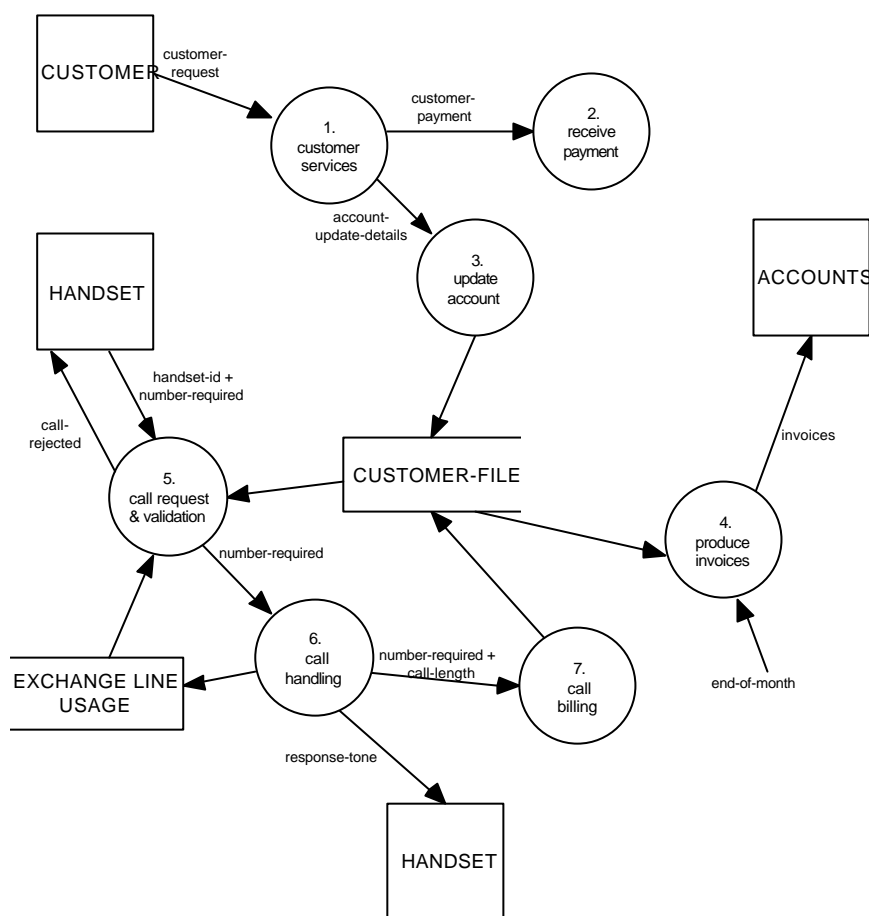 customer-
request
CUSTOMER
customer-
payment
1.
customer
services
2.
receive
payment
account-
update-details
3.
update
account
HANDSET
ACCOUNTS
handset-id +
number-required
call-
rejected
invoices
CUSTOMER-FILE
5.
call request
& validation
4.
produce
invoices
number-required
6.
call
handling
number-required +
call-length
7.
call
billing
EXCHANGE LINE
USAGE
end-of-month
response-tone
HANDSET